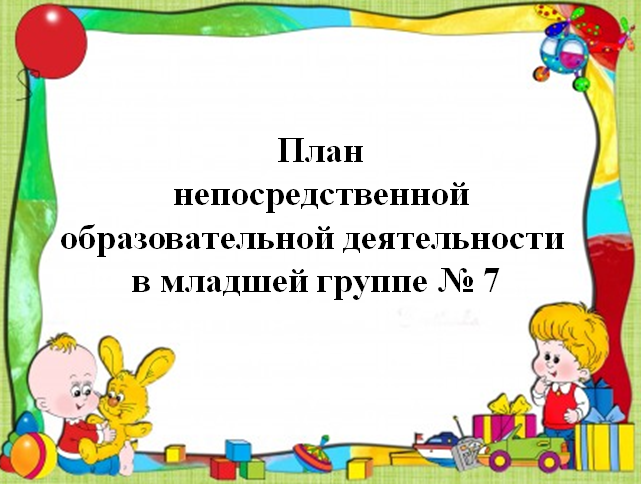 План
непосредственной
образовательной деятельности
в младшей группе № 7